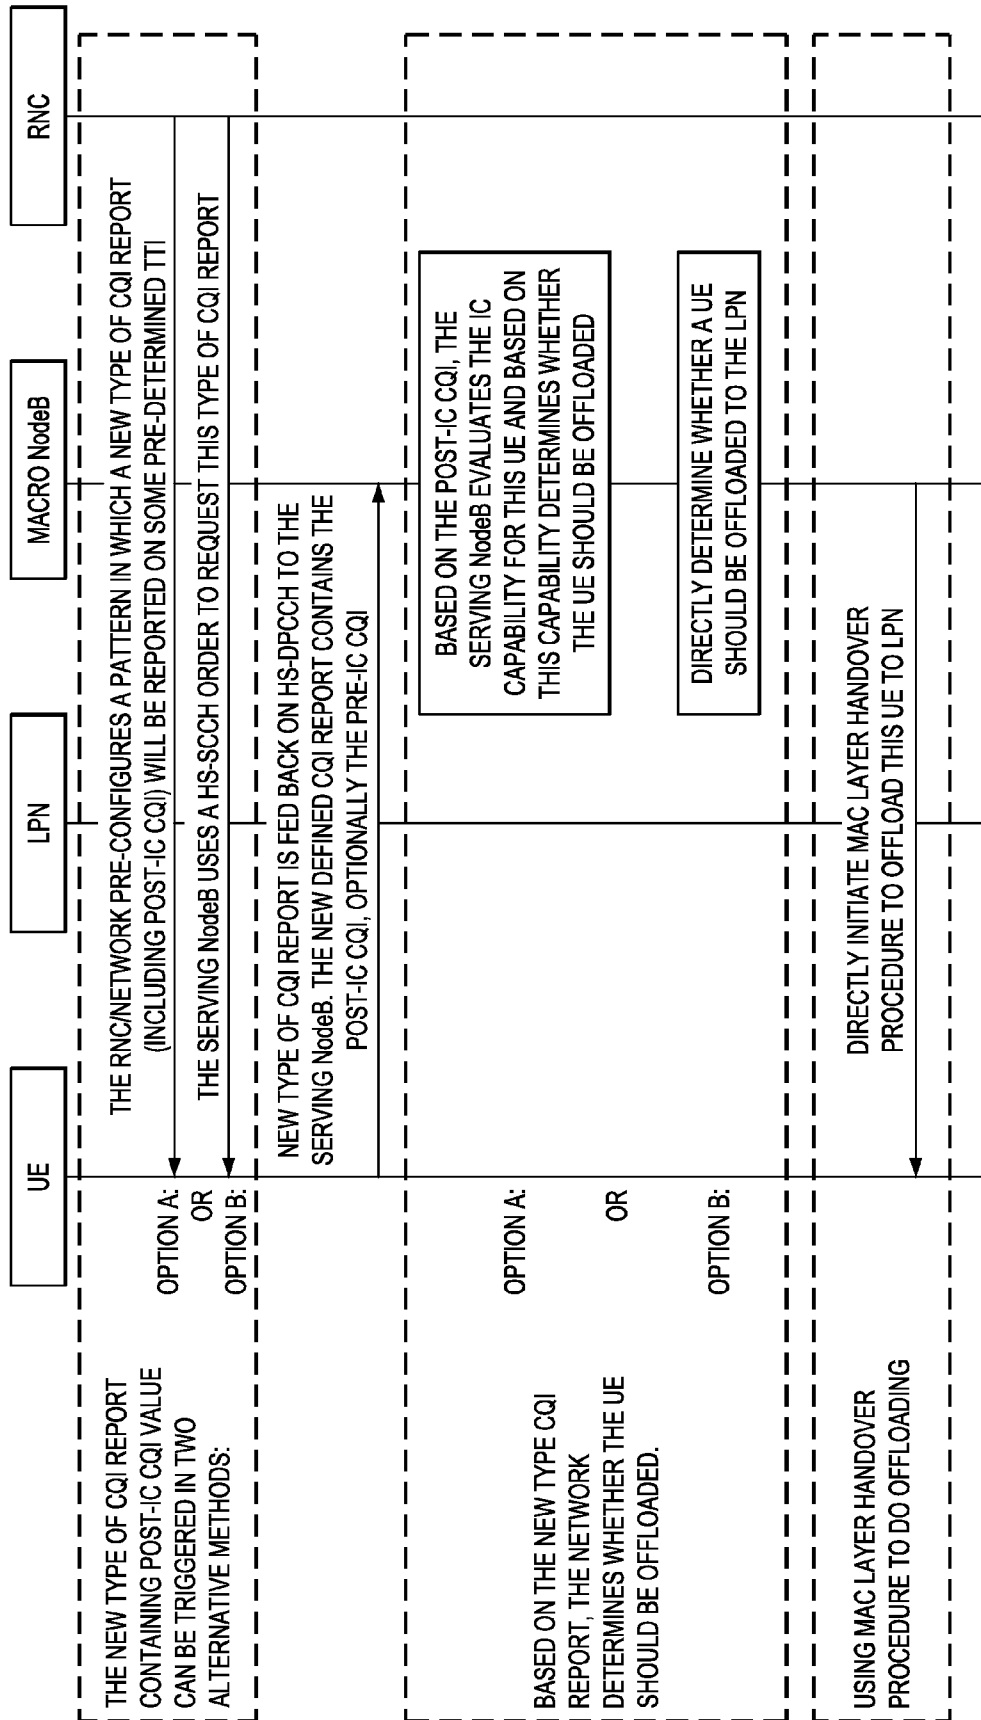 UE
LPN
MACRO NodeB
RNC
THE NEW TYPE OF CQI REPORT
CONTAINING POST-IC CQI VALUE
CAN BE TRIGGERED IN TWO
ALTERNATIVE METHODS:
OPTION A:
OR
OPTION B:
THE RNC/NETWORK PRE-CONFIGURES A PATTERN IN WHICH A NEW TYPE OF CQI REPORT
(INCLUDING POST-IC CQI) WILL BE REPORTED ON SOME PRE-DETERMINED TTI
THE SERVING NodeB USES A HS-SCCH ORDER TO REQUEST THIS TYPE OF CQI REPORT
NEW TYPE OF CQI REPORT IS FED BACK ON HS-DPCCH TO THE
SERVING NodeB. THE NEW DEFINED CQI REPORT CONTAINS THE
POST-IC CQI, OPTIONALLY THE PRE-IC CQI
BASED ON THE NEW TYPE CQI
REPORT, THE NETWORK
DETERMINES WHETHER THE UE
SHOULD BE OFFLOADED.
OPTION A:
OR
OPTION B:
BASED ON THE POST-IC CQI, THE
SERVING NodeB EVALUATES THE IC
CAPABILITY FOR THIS UE AND BASED ON
THIS CAPABILITY DETERMINES WHETHER
THE UE SHOULD BE OFFLOADED
DIRECTLY DETERMINE WHETHER A UE
SHOULD BE OFFLOADED TO THE LPN
USING MAC LAYER HANDOVER
PROCEDURE TO DO OFFLOADING
DIRECTLY INITIATE MAC LAYER HANDOVER
PROCEDURE TO OFFLOAD THIS UE TO LPN